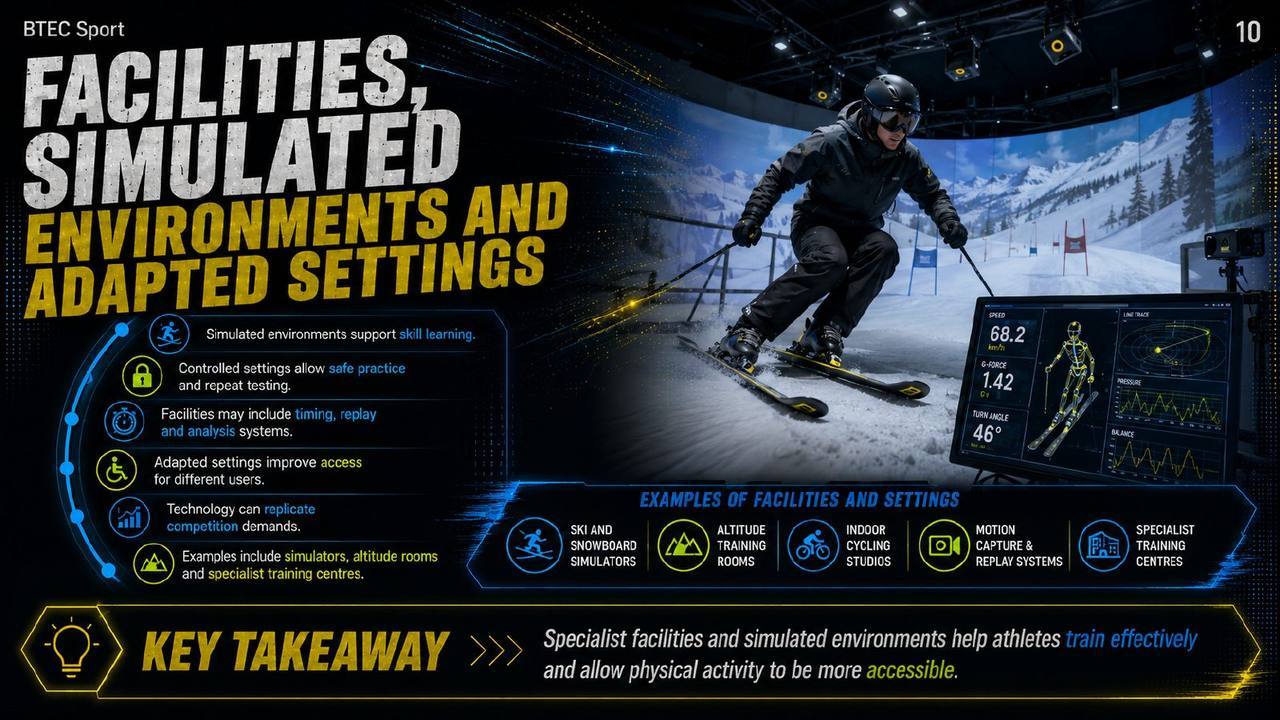 BTEC Sport
10
FACILITIES,
SIMULATED
ENVIRONMENTS AND
ADAPTED SETTINGS
Simulated environments support skill learning.
Controlled settings allow safe practice
and repeat testing.
Facilities may include timing, replay
and analysis systems.
Adapted settings improve access
for different users.
Technology can replicate
competition demands.
Examples include simulators, altitude rooms
and specialist training centres.
SPEED
68.2
km/h
G-FORCE
1.42
TURN ANGLE
46°
LINE TRACE
PRESSURE
BALANCE
EXAMPLES OF FACILITIES AND SETTINGS
SKI AND
SNOWBOARD
SIMULATORS
ALTITUDE
TRAINING
ROOMS
INDOOR
CYCLING
STUDIOS
MOTION
CAPTURE &
REPLAY SYSTEMS
SPECIALIST
TRAINING
CENTRES
KEY TAKEAWAY
Specialist facilities and simulated environments help athletes train effectively
and allow physical activity to be more accessible.